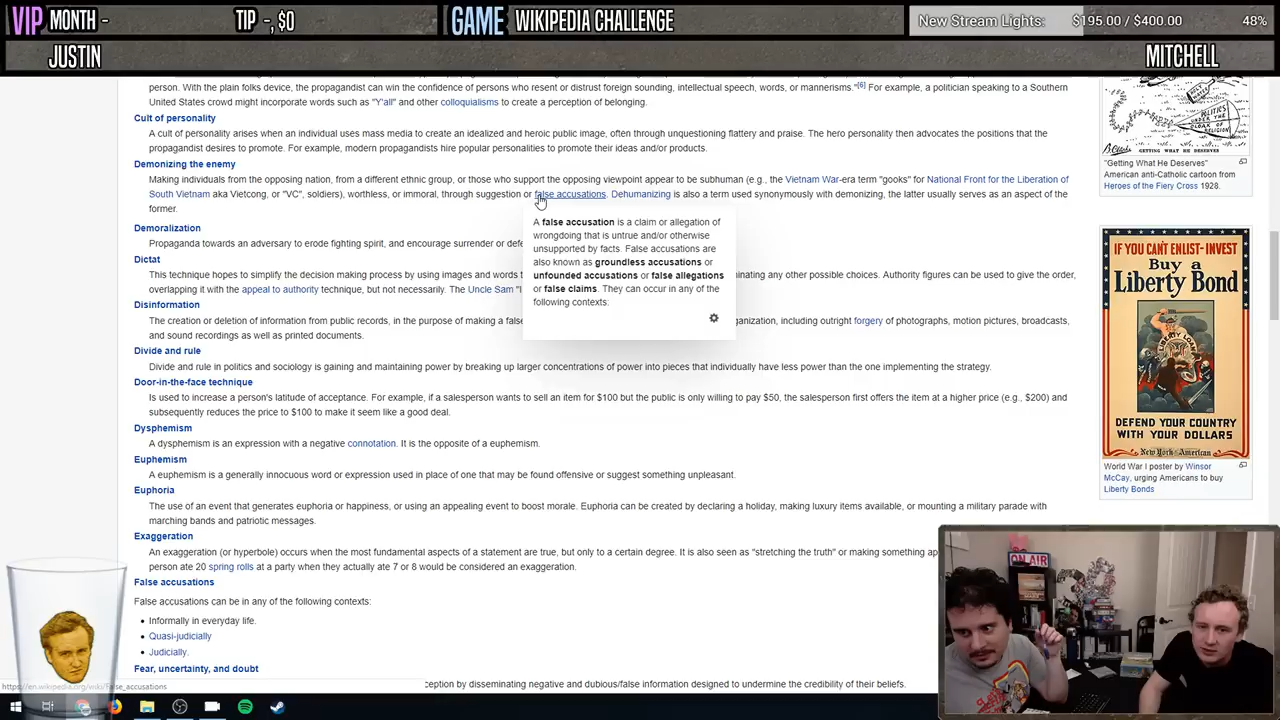 VIP MONTH -
TIP -, $0
GAME WIKIPEDIA CHALLENGE
New Stream Lights: $195.00 / $400.00 48%
JUSTIN
MITCHELL
person. With the plain folks device, the propagandist can win the confidence of persons who resent or distrust foreign sounding, intellectual speech, words, or mannerisms."[6] For example, a politician speaking to a Southern
United States crowd might incorporate words such as "Y'all" and other colloquialisms to create a perception of belonging.
Cult of personality
A cult of personality arises when an individual uses mass media to create an idealized and heroic public image, often through unquestioning flattery and praise. The hero personality then advocates the positions that the
propagandist desires to promote. For example, modern propagandists hire popular personalities to promote their ideas and/or products.
Demonizing the enemy
Making individuals from the opposing nation, from a different ethnic group, or those who support the opposing viewpoint appear to be subhuman (e.g., the Vietnam War-era term "gooks" for National Front for the Liberation of
South Vietnam aka Vietcong, or "VC", soldiers), worthless, or immoral, through suggestion or false accusations. Dehumanizing is also a term used synonymously with demonizing, the latter usually serves as an aspect of the
former.
Demoralization
Propaganda towards an adversary to erode fighting spirit, and encourage surrender or defe
Dictat
This technique hopes to simplify the decision making process by using images and words t
minating any other possible choices. Authority figures can be used to give the order,
overlapping it with the appeal to authority technique, but not necessarily. The Uncle Sam "I
Disinformation
The creation or deletion of information from public records, in the purpose of making a false
ganization, including outright forgery of photographs, motion pictures, broadcasts,
and sound recordings as well as printed documents.
Divide and rule
Divide and rule in politics and sociology is gaining and maintaining power by breaking up larger concentrations of power into pieces that individually have less power than the one implementing the strategy.
Door-in-the-face technique
Is used to increase a person's latitude of acceptance. For example, if a salesperson wants to sell an item for $100 but the public is only willing to pay $50, the salesperson first offers the item at a higher price (e.g., $200) and
subsequently reduces the price to $100 to make it seem like a good deal.
Dysphemism
A dysphemism is an expression with a negative connotation. It is the opposite of a euphemism.
Euphemism
A euphemism is a generally innocuous word or expression used in place of one that may be found offensive or suggest something unpleasant.
Euphoria
The use of an event that generates euphoria or happiness, or using an appealing event to boost morale. Euphoria can be created by declaring a holiday, making luxury items available, or mounting a military parade with
marching bands and patriotic messages.
Exaggeration
An exaggeration (or hyperbole) occurs when the most fundamental aspects of a statement are true, but only to a certain degree. It is also seen as "stretching the truth" or making something ap
person ate 20 spring rolls at a party when they actually ate 7 or 8 would be considered an exaggeration.
False accusations
False accusations can be in any of the following contexts:
• Informally in everyday life.
• Quasi-judicially
• Judicially.
Fear, uncertainty, and doubt
ception by disseminating negative and dubious/false information designed to undermine the credibility of their beliefs.
https://en.wikipedia.org/wiki/False_accusations
A false accusation is a claim or allegation of
wrongdoing that is untrue and/or otherwise
unsupported by facts. False accusations are
also known as groundless accusations or
unfounded accusations or false allegations
or false claims. They can occur in any of the
following contexts:
GETTING WHAT HE DESERVES
"Getting What He Deserves"
American anti-Catholic cartoon from
Heroes of the Fiery Cross 1928.
IF YOU CAN'T ENLIST-INVEST
Buy a
Liberty Bond
DEFEND YOUR COUNTRY
WITH YOUR DOLLARS
New York American
World War I poster by Winsor
McCay, urging Americans to buy
Liberty Bonds
ON AIR